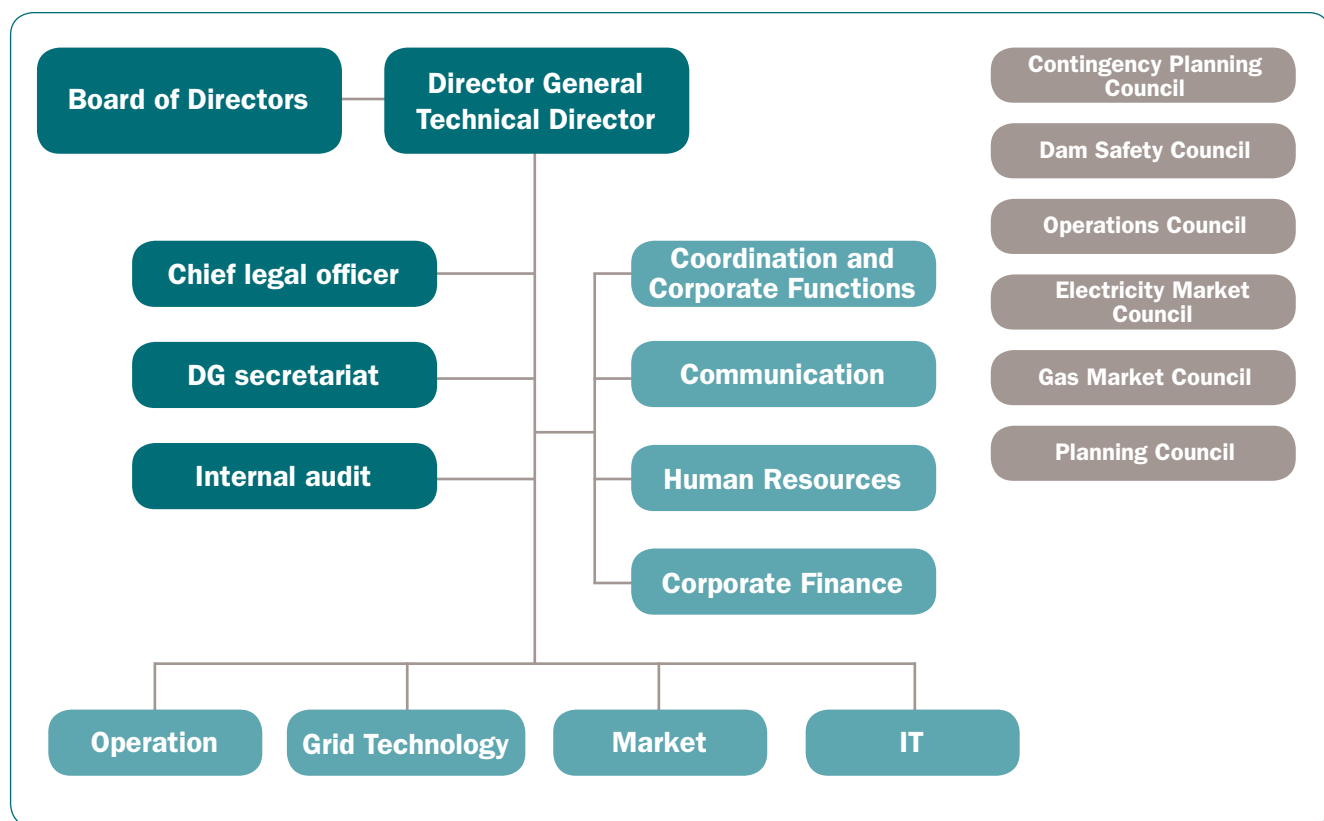 Board of Directors
Director General
Technical Director
Chief legal officer
DG secretariat
Internal audit
Coordination and
Corporate Functions
Communication
Human Resources
Corporate Finance
Operation
Grid Technology
Market
IT
Contingency Planning
Council
Dam Safety Council
Operations Council
Electricity Market
Council
Gas Market Council
Planning Council